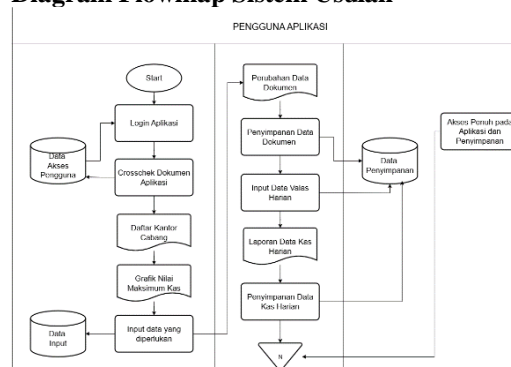 Diagram Flowmap Sistem Usulan
PENGGUNA APLIKASI
Start
Login Aplikasi
Data
Akses
Pengguna
Crosschek Dokumen
Aplikasi
Daftar Kantor
Cabang
Grafik Nilai
Maksimum Kas
Input data yang
diperlukan
Data
Input
Perubahan Data
Dokumen
Penyimpanan Data
Dokumen
Input Data Valas
Harian
Laporan Data Kas
Harian
Penyimpanan Data
Kas Harian
N
Data
Penyimpanan
Akses Penuh pada
Aplikasi dan
Penyimpanan